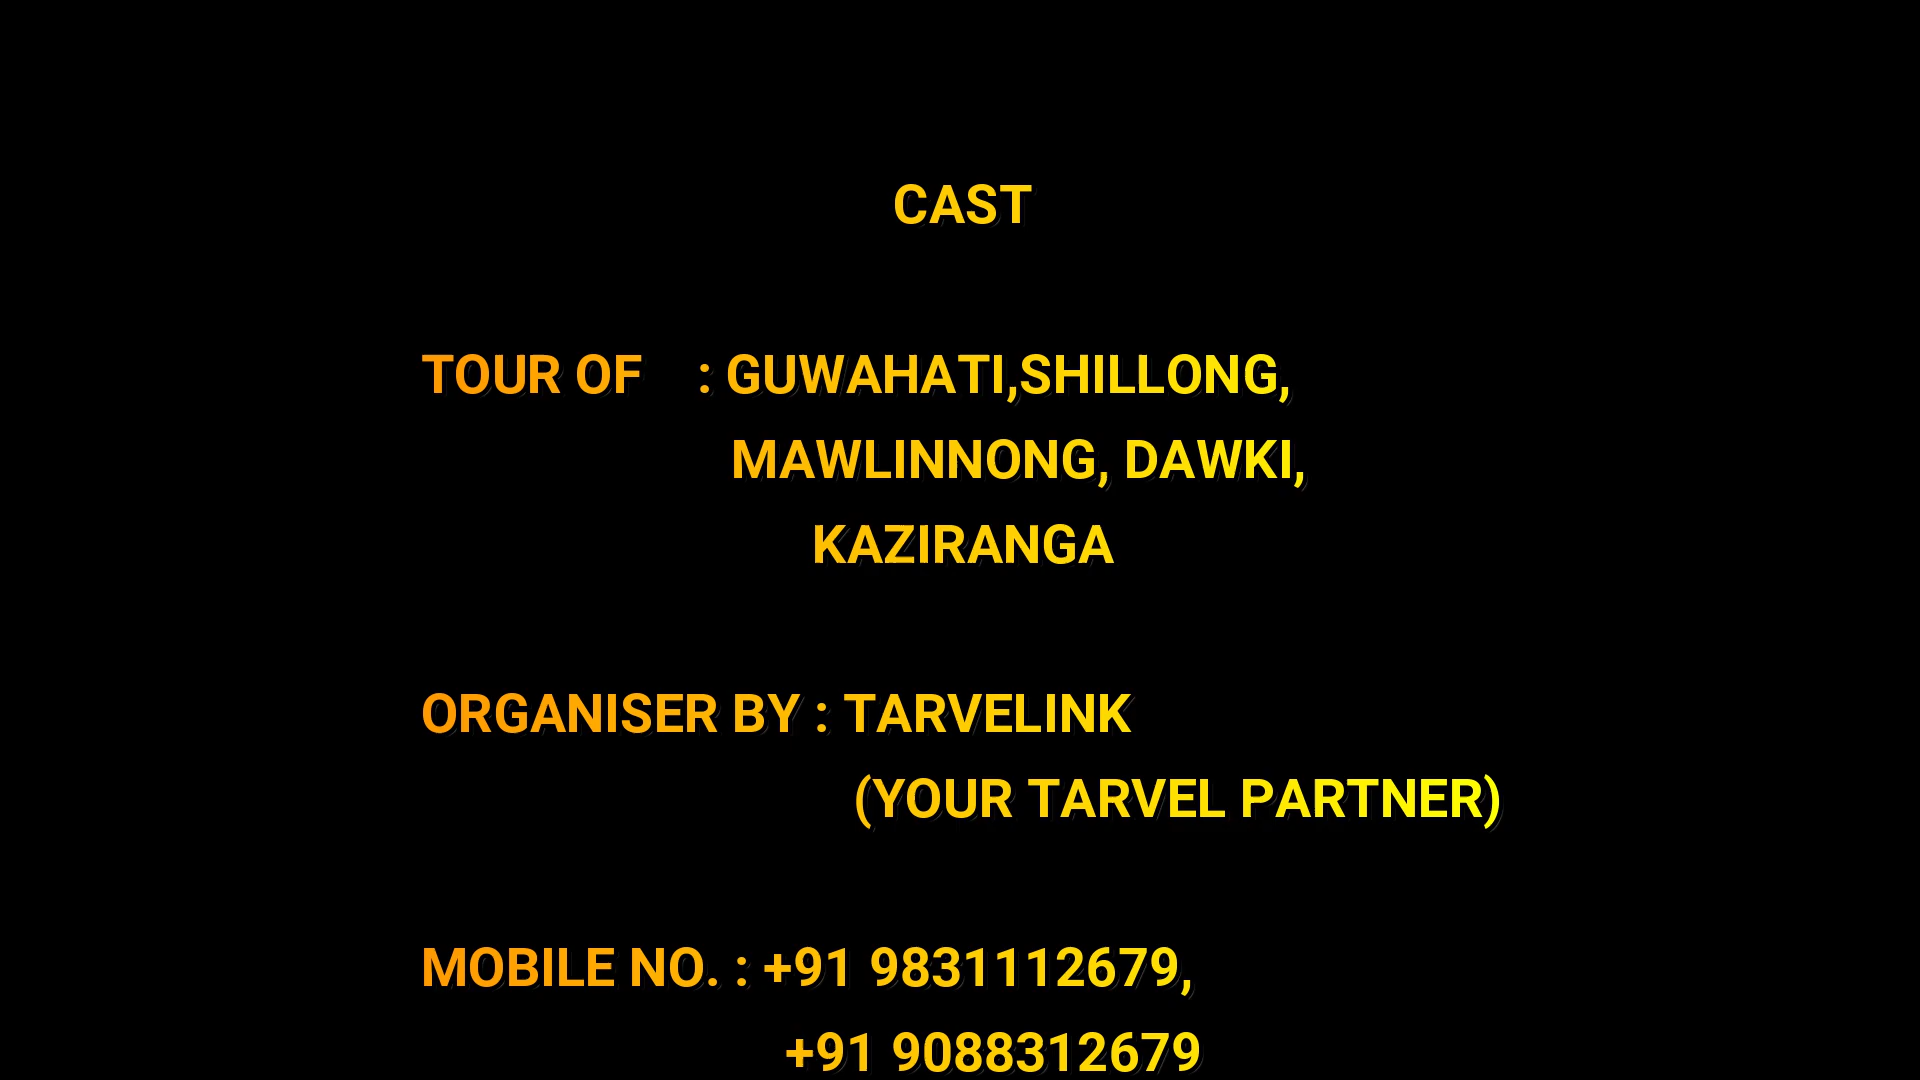 CAST
TOUR OF : GUWAHATI,SHILLONG,
MAWLINNONG, DAWKI,
KAZIRANGA
ORGANISER BY : TARVELINK
(YOUR TARVEL PARTNER)
MOBILE NO. : +91 9831112679,
+91 9088312679